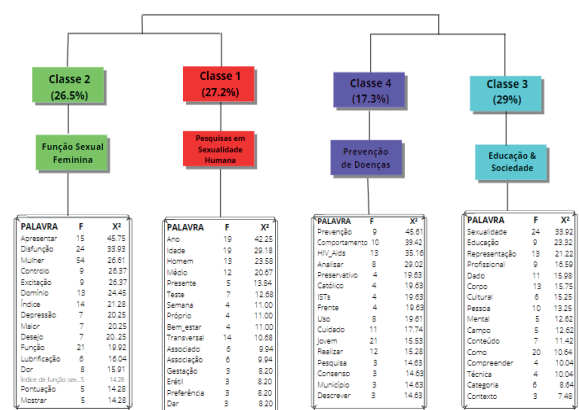 Classe 2
(26.5%)
Classe 1
(27.2%)
Classe 4
(17.3%)
Classe 3
(29%)
Função Sexual
Feminina
Pesquisas em
Sexualidade
Humana
Prevenção
de Doenças
Educação &
Sociedade
PALAVRA F X²
Apresentar 15 45.75
Disfunção 24 33.93
Mulher 54 26.61
Controlo 9 26.37
Excitação 9 26.37
Domínio 13 24.45
Índice 14 21.28
Depressão 7 20.25
Maior 7 20.25
Desejo 7 20.25
Função 21 19.92
Lubrificação 6 16.04
Dor 8 15.91
Índice de função sex..5 14.28
Pontuação 5 14.28
Mostrar 5 14.28
PALAVRA F X²
Ano 19 42.25
Idade 19 29.18
Homem 13 23.58
Médio 12 20.67
Presente 5 13.84
Teste 7 12.68
Semana 4 11.00
Próprio 4 11.00
Bem_estar 4 11.00
Transversal 14 10.68
Associado 6 9.94
Associação 6 9.94
Gestação 3 8.20
Erétil 3 8.20
Preferência 3 8.20
Dar 3 8.20
PALAVRA F X²
Prevenção 9 45.61
Comportamento 10 39.42
HIV_Aids 13 35.16
Analisar 8 29.02
Preservativo 4 19.63
Católico 4 19.63
ISTs 4 19.63
Frente 4 19.63
Uso 8 19.61
Cuidado 11 17.74
Jovem 21 15.53
Realizar 12 15.28
Pesquisa 3 14.63
Consenso 3 14.63
Município 3 14.63
Descrever 3 14.63
PALAVRA F X²
Sexualidade 24 33.92
Educação 9 23.32
Representação 13 21.22
Profissional 9 16.59
Dado 11 15.98
Corpo 13 15.75
Cultural 6 15.25
Pessoa 10 13.25
Mental 5 12.62
Campo 5 12.62
Conteúdo 7 11.42
Como 20 10.64
Compreender 4 10.04
Técnica 4 10.04
Categoria 6 8.64
Contexto 3 7.48